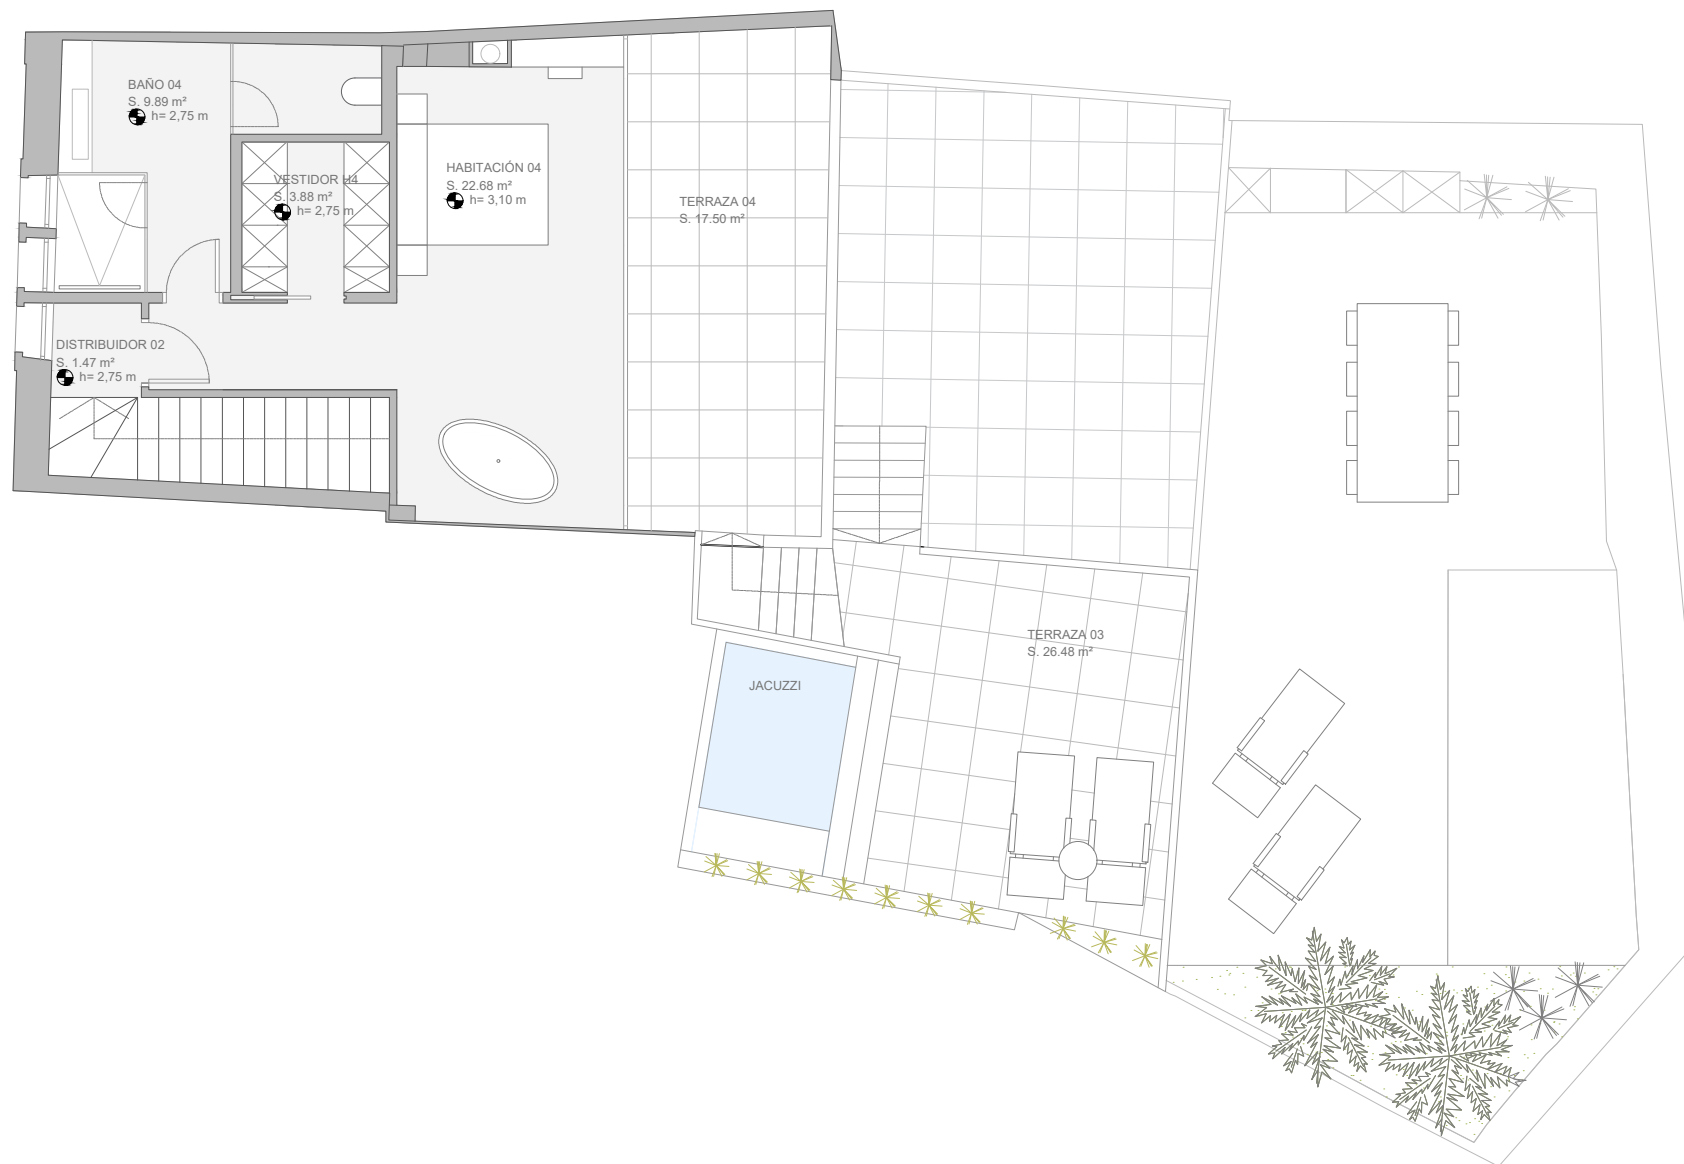 BAÑO 04
S. 9.89 m²
h= 2,75 m
VESTIDOR H4
S. 3.88 m²
h= 2,75 m
HABITACIÓN 04
S. 22.68 m²
h= 3,10 m
TERRAZA 04
S. 17.50 m²
DISTRIBUIDOR 02
S. 1.47 m²
h= 2,75 m
TERRAZA 03
S. 26.48 m²
JACUZZI